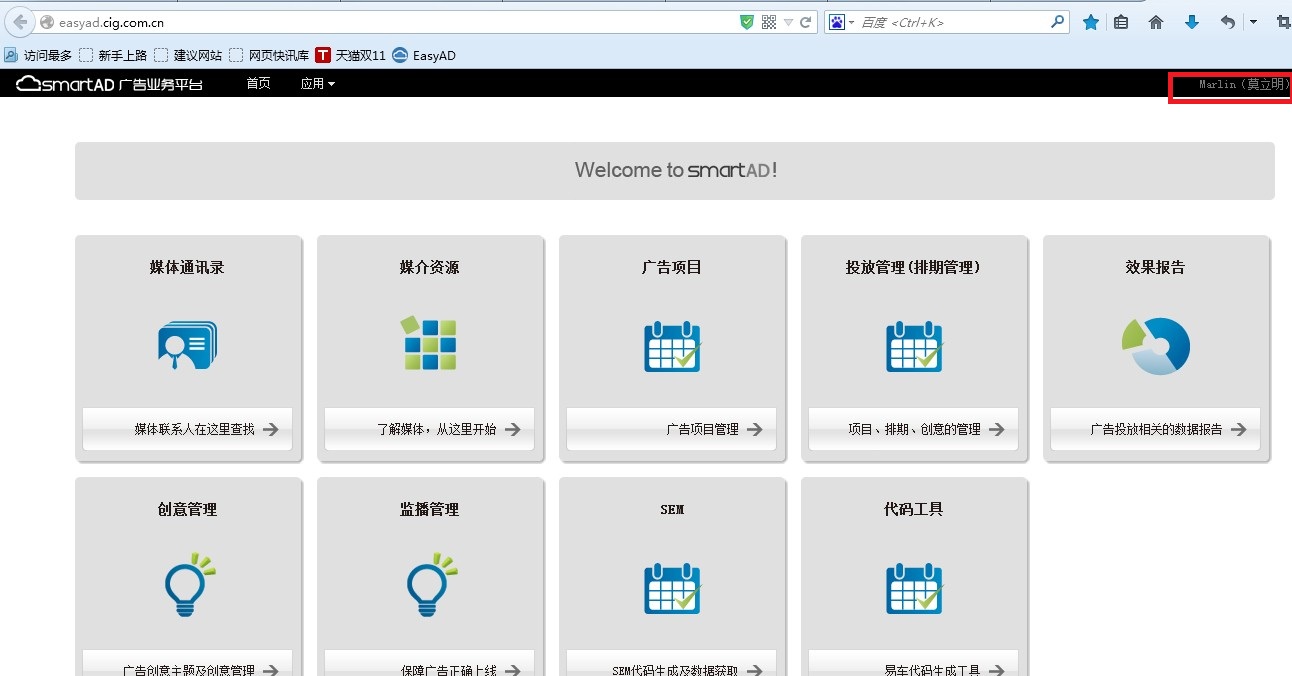 easyad.cig.com.cn
百度 <Ctrl+K>
访问最多 新手上路 建议网站 网页快讯库 T 天猫双11 EasyAD
smartAD 广告业务平台 首页 应用 Marlin（莫立明）
Welcome to smartAD!
媒体通讯录 媒介资源 广告项目 投放管理(排期管理) 效果报告
媒体联系人在这里查找 了解媒体，从这里开始 广告项目管理 项目、排期、创意的管理 广告投放相关的数据报告
创意管理 监播管理 SEM 代码工具
广告创意主题及创意管理 保障广告正确上线 SEM代码生成及数据获取 易车代码生成工具